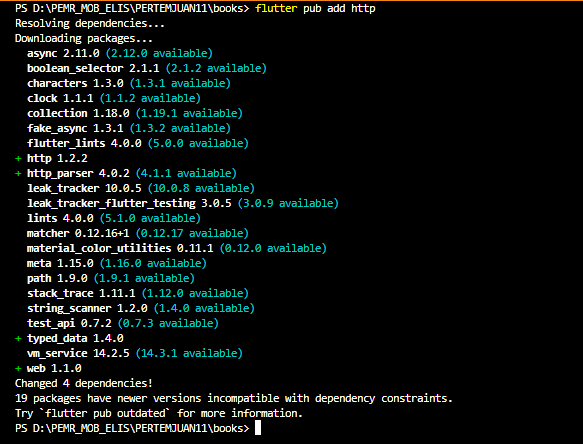 PS D:\PEMR_MOB_ELIS\PERTEMJUAN11\books> flutter pub add http
Resolving dependencies...
Downloading packages...
async 2.11.0 (2.12.0 available)
boolean_selector 2.1.1 (2.1.2 available)
characters 1.3.0 (1.3.1 available)
clock 1.1.1 (1.1.2 available)
collection 1.18.0 (1.19.1 available)
fake_async 1.3.1 (1.3.2 available)
flutter_lints 4.0.0 (5.0.0 available)
+ http 1.2.2
+ http_parser 4.0.2 (4.1.1 available)
leak_tracker 10.0.5 (10.0.8 available)
leak_tracker_flutter_testing 3.0.5 (3.0.9 available)
lints 4.0.0 (5.1.0 available)
matcher 0.12.16+1 (0.12.17 available)
material_color_utilities 0.11.1 (0.12.0 available)
meta 1.15.0 (1.16.0 available)
path 1.9.0 (1.9.1 available)
stack_trace 1.11.1 (1.12.0 available)
string_scanner 1.2.0 (1.4.0 available)
test_api 0.7.2 (0.7.3 available)
+ typed_data 1.4.0
vm_service 14.2.5 (14.3.1 available)
+ web 1.1.0
Changed 4 dependencies!
19 packages have newer versions incompatible with dependency constraints.
Try `flutter pub outdated` for more information.
PS D:\PEMR_MOB_ELIS\PERTEMJUAN11\books>